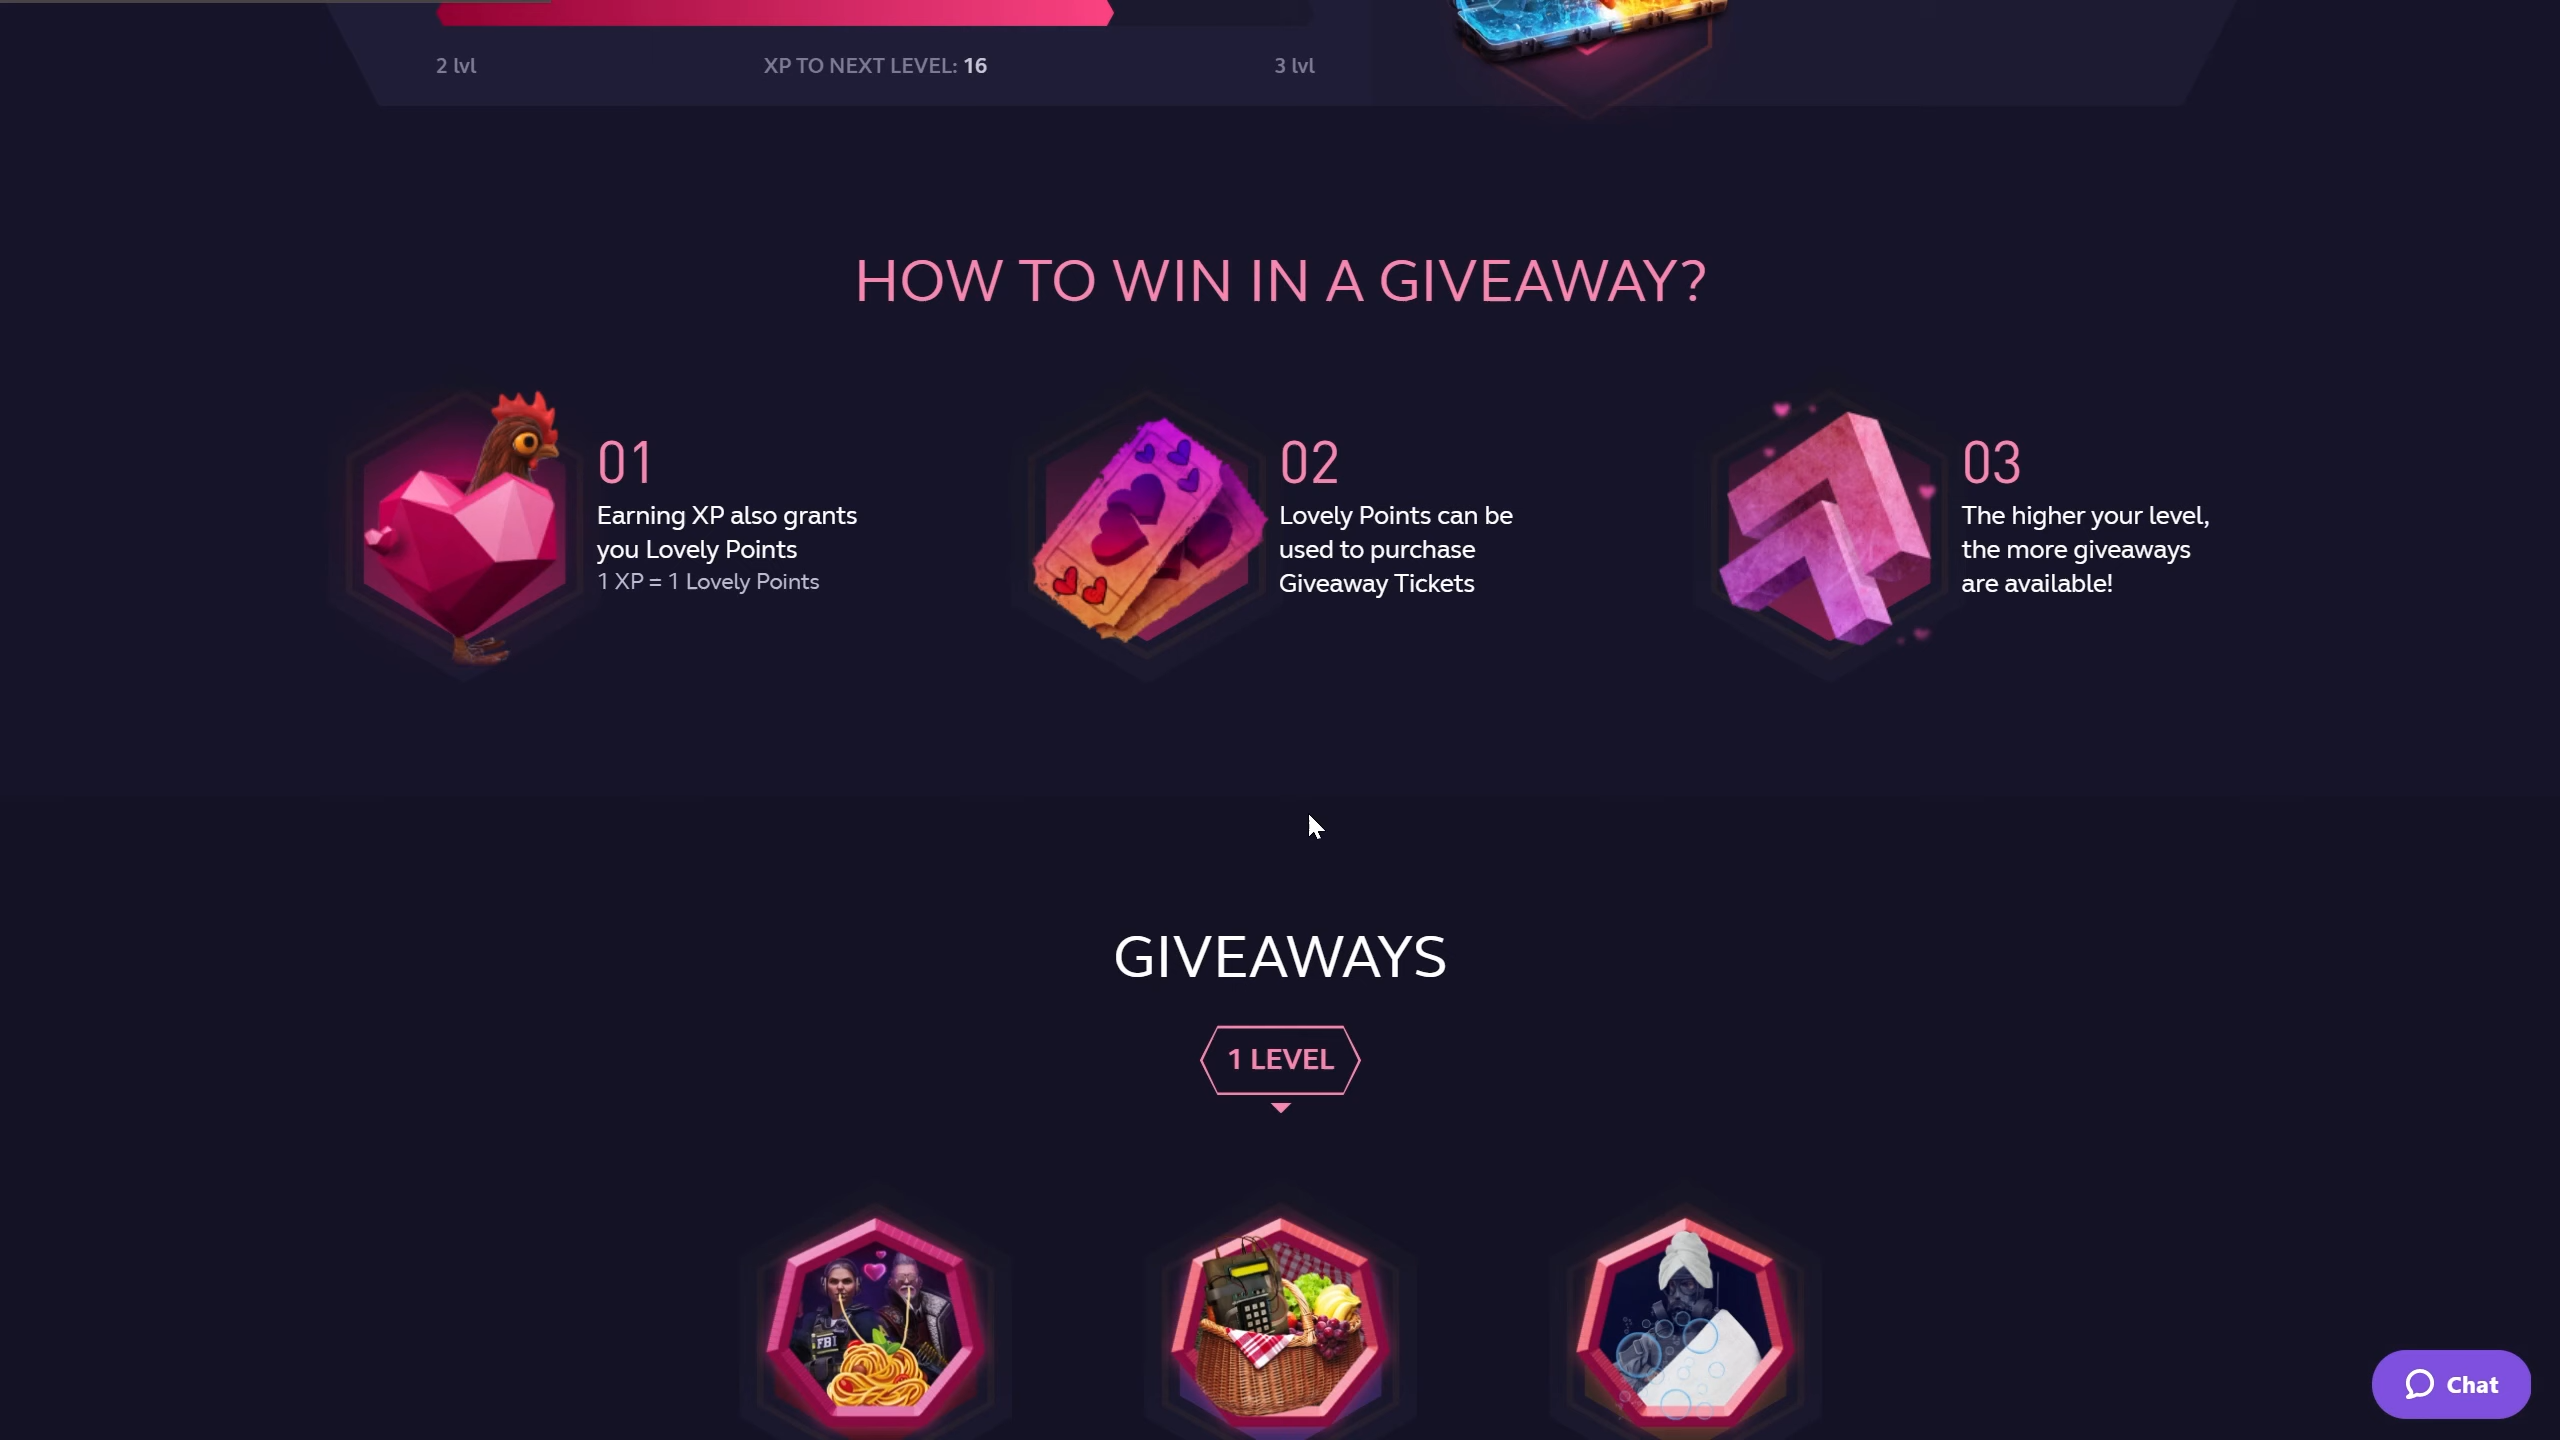 2 lvl
XP TO NEXT LEVEL: 16
3 lvl
HOW TO WIN IN A GIVEAWAY?
01
Earning XP also grants
you Lovely Points
1 XP = 1 Lovely Points
02
Lovely Points can be
used to purchase
Giveaway Tickets
03
The higher your level,
the more giveaways
are available!
GIVEAWAYS
1 LEVEL
FBI
Chat